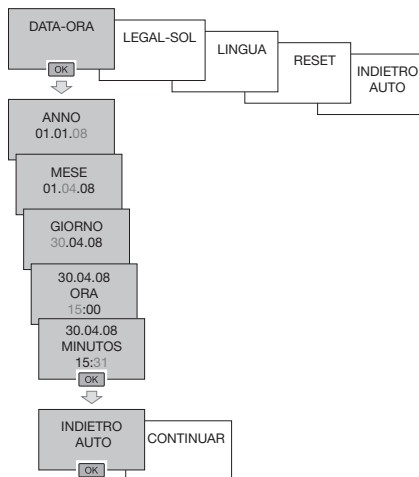 DATA-ORA
OK
LEGAL-SOL
LINGUA
RESET
INDIETRO
AUTO
ANNO
01.01.08
MESE
01.04.08
GIORNO
30.04.08
30.04.08
ORA
15:00
30.04.08
MINUTOS
15:31
OK
INDIETRO
AUTO
OK
CONTINUAR